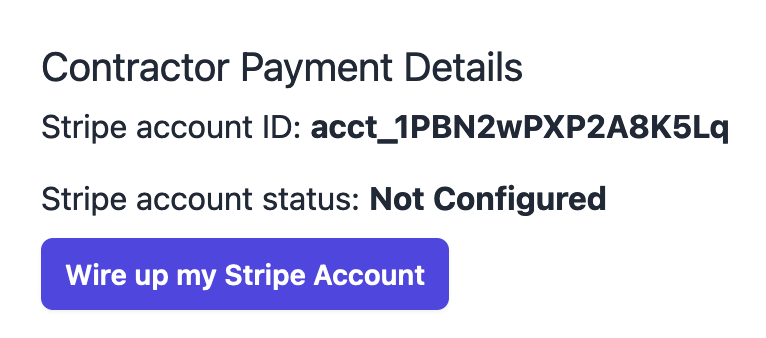 Contractor Payment Details
Stripe account ID: acct_1PBN2wPXP2A8K5Lq
Stripe account status: Not Configured
Wire up my Stripe Account